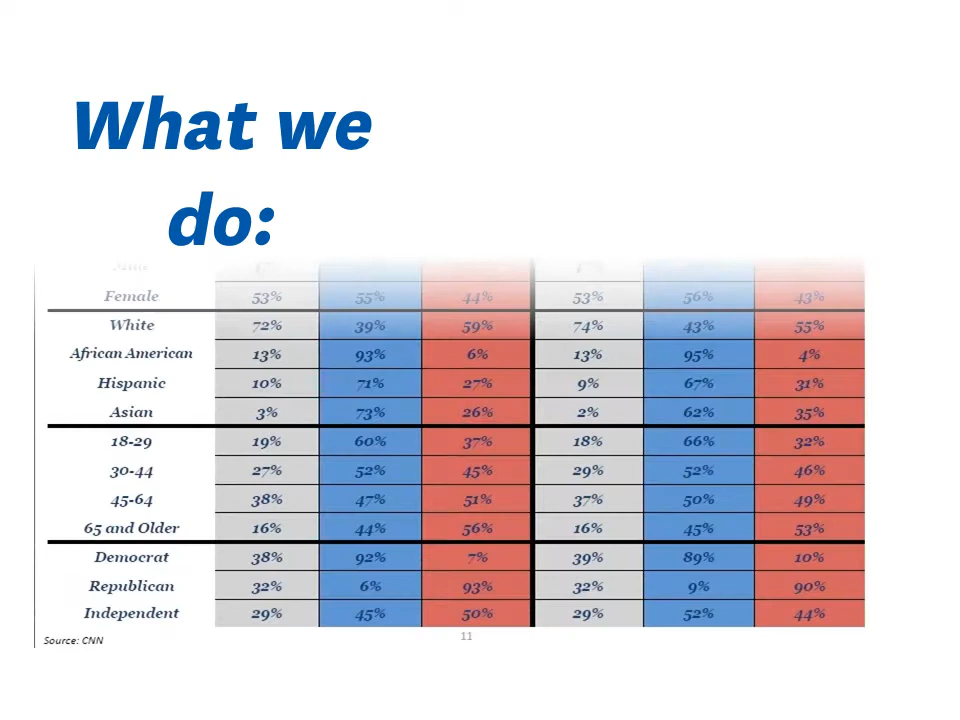 What we
do:
Female 53% 55% 44% 53% 56% 43%
White 72% 39% 59% 74% 43% 55%
African American 13% 93% 6% 13% 95% 4%
Hispanic 10% 71% 27% 9% 67% 31%
Asian 3% 73% 26% 2% 62% 35%
18-29 19% 60% 37% 18% 66% 32%
30-44 27% 52% 45% 29% 52% 46%
45-64 38% 47% 51% 37% 50% 49%
65 and Older 16% 44% 56% 16% 45% 53%
Democrat 38% 92% 7% 39% 89% 10%
Republican 32% 6% 93% 32% 9% 90%
Independent 29% 45% 50% 29% 52% 44%
Source: CNN 11